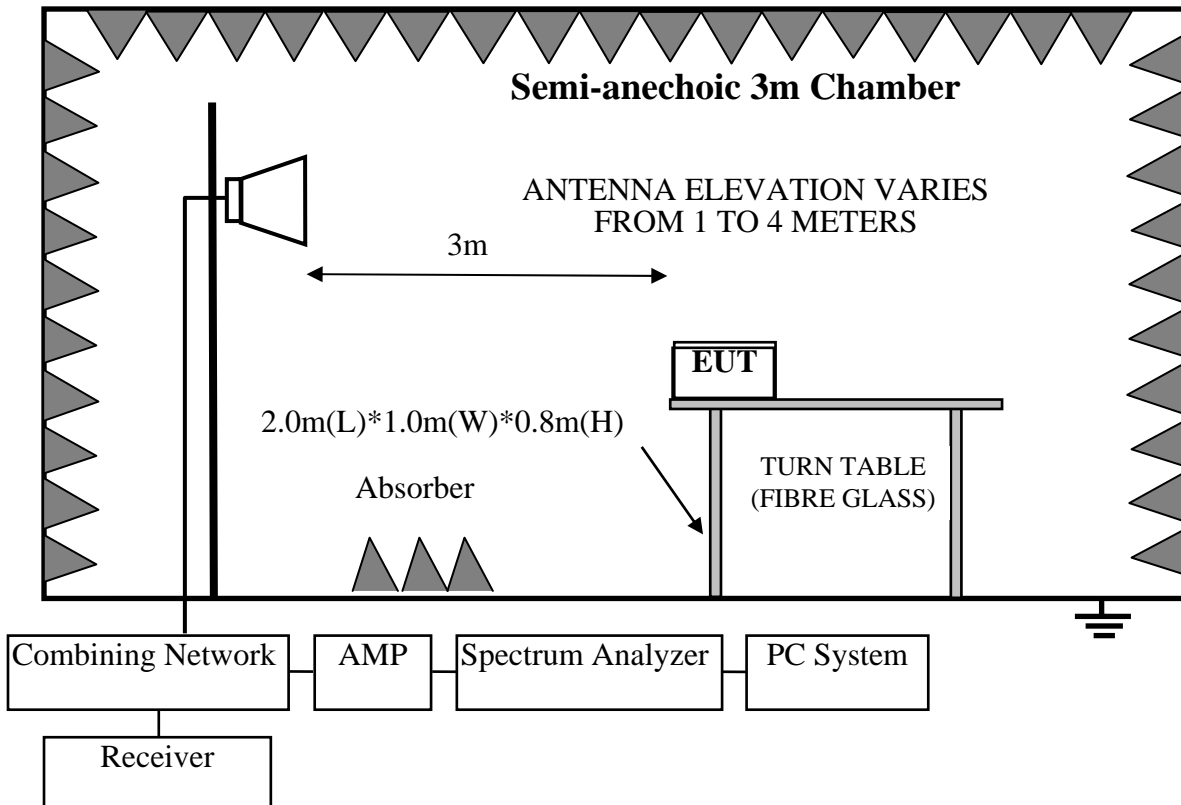 Semi-anechoic 3m Chamber
ANTENNA ELEVATION VARIES
FROM 1 TO 4 METERS
3m
EUT
2.0m(L)*1.0m(W)*0.8m(H)
TURN TABLE
(FIBRE GLASS)
Absorber
Combining Network
AMP
Spectrum Analyzer
PC System
Receiver